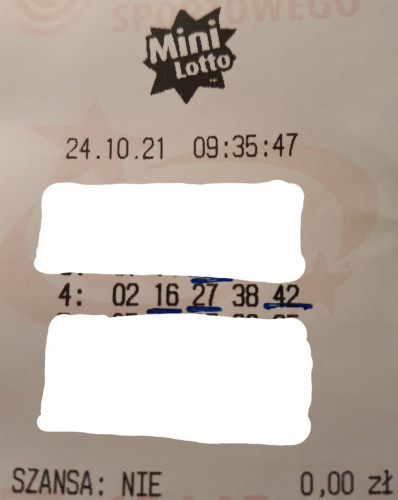 SPORTOWEGO
Mini
Lotto
24.10.21 09:35:47
4: 02 16 27 38 42
SZANSA: NIE 0,00 zł